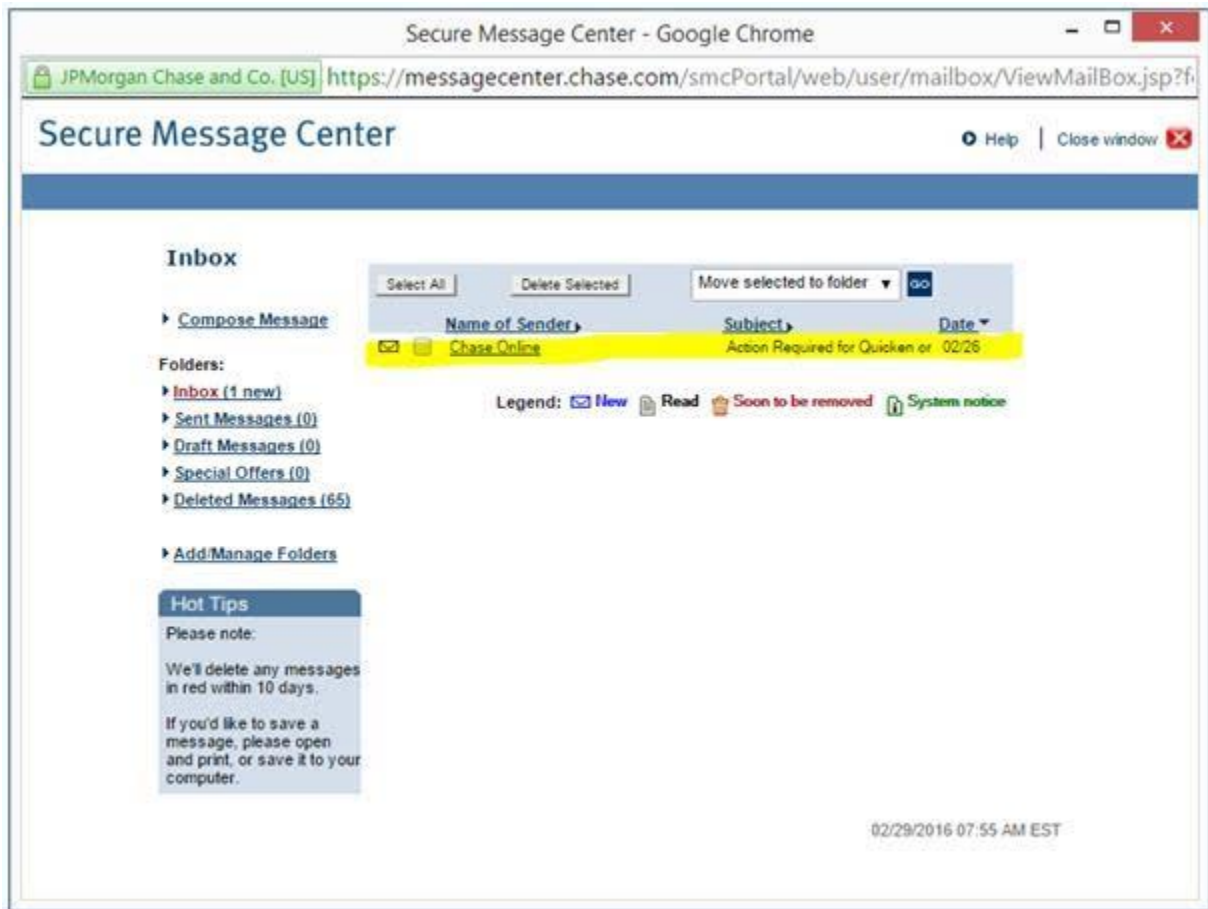 Secure Message Center - Google Chrome
JPMorgan Chase and Co. [US] https://messagecenter.chase.com/smcPortal/web/user/mailbox/ViewMailBox.jsp?f
Secure Message Center
Help | Close window
Inbox
Select All Delete Selected Move selected to folder GO
Compose Message
Name of Sender Subject Date
Chase Online Action Required for Quicken or 02/26
Folders:
Inbox (1 new)
Legend: New Read Soon to be removed System notice
Sent Messages (0)
Draft Messages (0)
Special Offers (0)
Deleted Messages (65)
Add/Manage Folders
Hot Tips
Please note:
We'll delete any messages
in red within 10 days.
If you'd like to save a
message, please open
and print, or save it to your
computer.
02/29/2016 07:55 AM EST